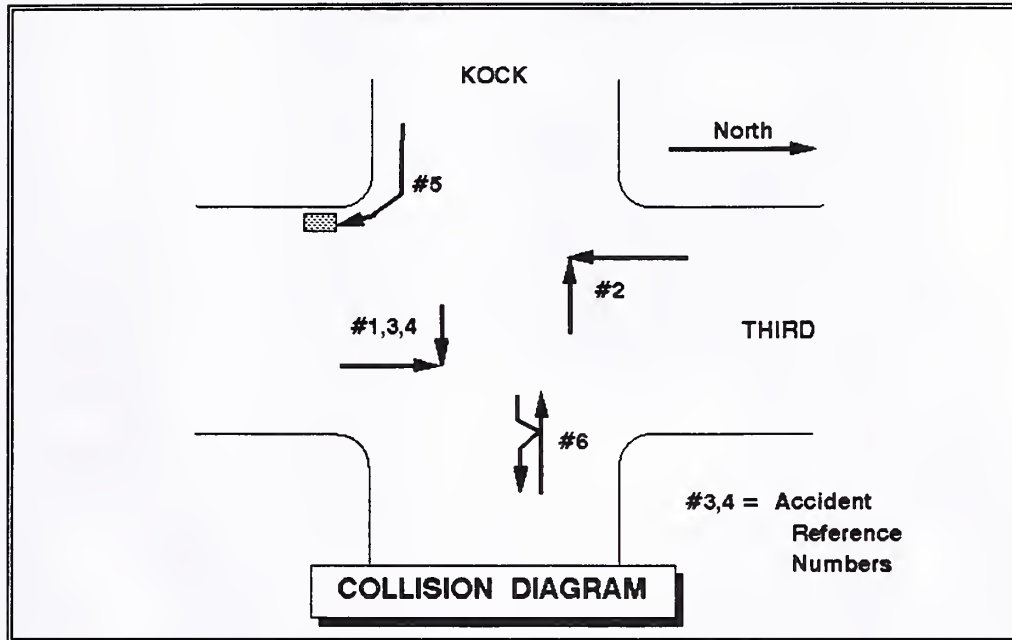 KOCK
North
#5
#2
#1,3,4
THIRD
#6
#3,4 = Accident
Reference
Numbers
COLLISION DIAGRAM